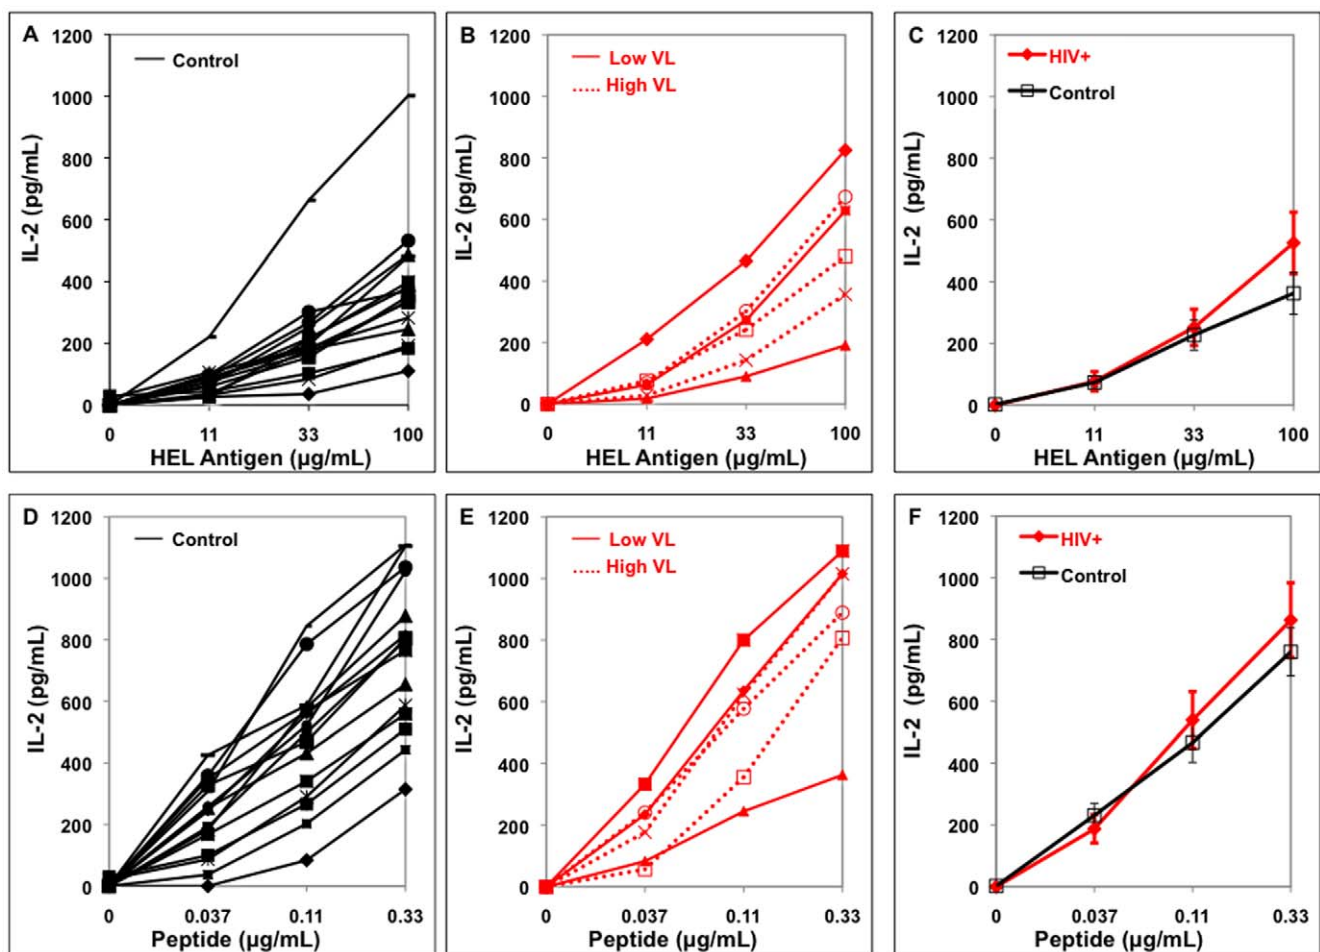 A
1200
1000
800
600
400
200
0
IL-2 (pg/mL)
Control
0 11 33 100
HEL Antigen (µg/mL)
B
1200
1000
800
600
400
200
0
IL-2 (pg/mL)
Low VL
High VL
0 11 33 100
HEL Antigen (µg/mL)
C
1200
1000
800
600
400
200
0
IL-2 (pg/mL)
HIV+
Control
0 11 33 100
HEL Antigen (µg/mL)
D
1200
1000
800
600
400
200
0
IL-2 (pg/mL)
Control
0 0.037 0.11 0.33
Peptide (µg/mL)
E
1200
1000
800
600
400
200
0
IL-2 (pg/mL)
Low VL
High VL
0 0.037 0.11 0.33
Peptide (µg/mL)
F
1200
1000
800
600
400
200
0
IL-2 (pg/mL)
HIV+
Control
0 0.037 0.11 0.33
Peptide (µg/mL)